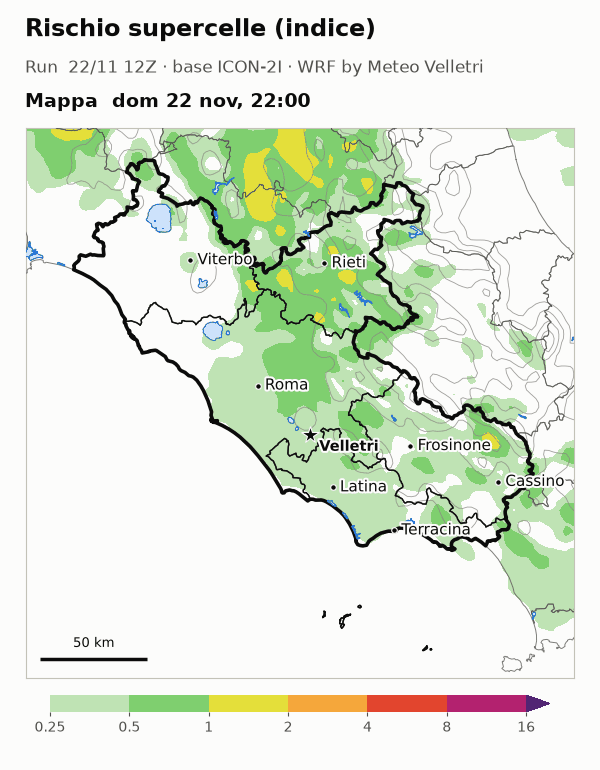 Rischio supercelle (indice)
Run  22/11 12Z · base ICON-2I · WRF by Meteo Velletri
Mappa  dom 22 nov, 22:00
Viterbo
Rieti
Roma
Velletri
Frosinone
Latina
Cassino
Terracina
50 km
0.25 0.5 1 2 4 8 16